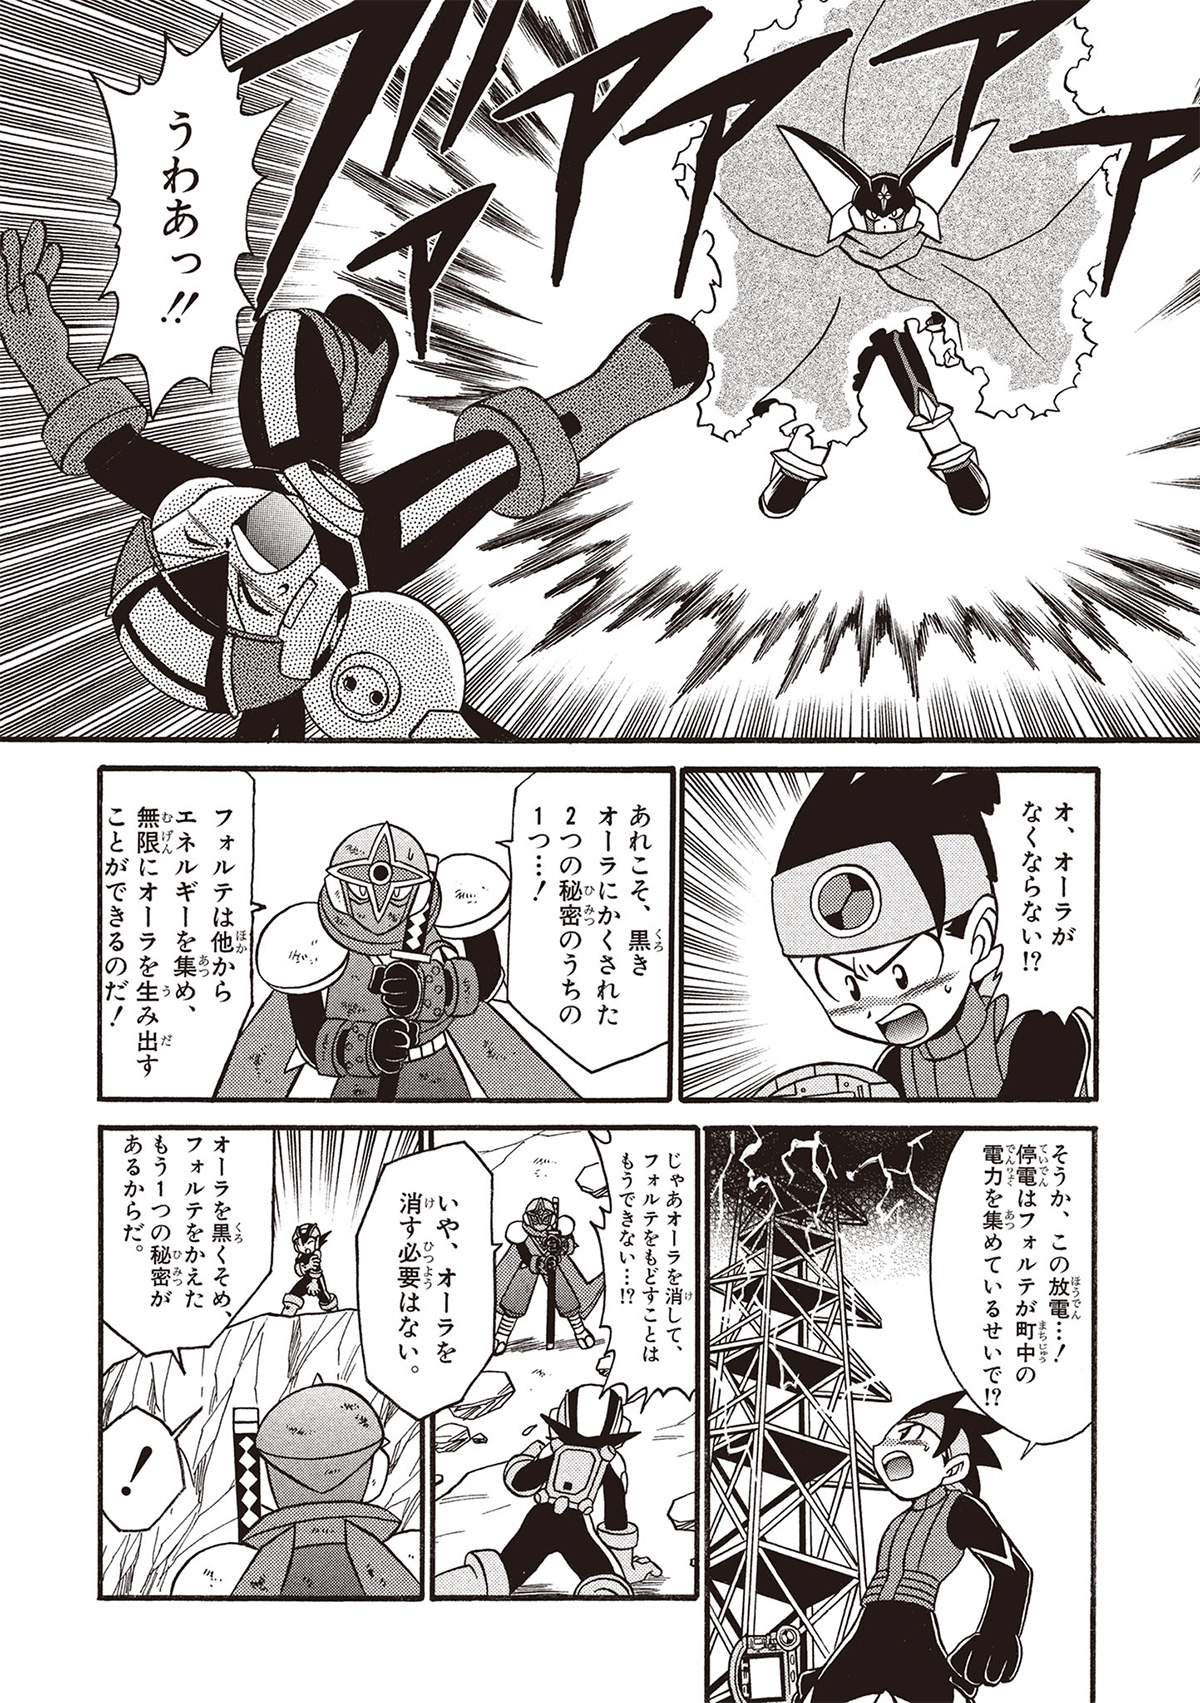 ブアアアア
うわあっ!!
オ、オーラが
なくならない!?
あれこそ、黒き
オーラにかくされた
2つの秘密のうちの
1つ…!
フォルテは他から
エネルギーを集め、
無限にオーラを生み出す
ことができるのだ!
そうか、この放電…!
停電はフォルテが町中の
電力を集めているせいで!?
じゃあオーラを消して、
フォルテをもどすことは
もうできない…!?
いや、オーラを
消す必要はない。
オーラを黒くそめ、
フォルテをかえた
もう1つの秘密が
あるからだ。
!